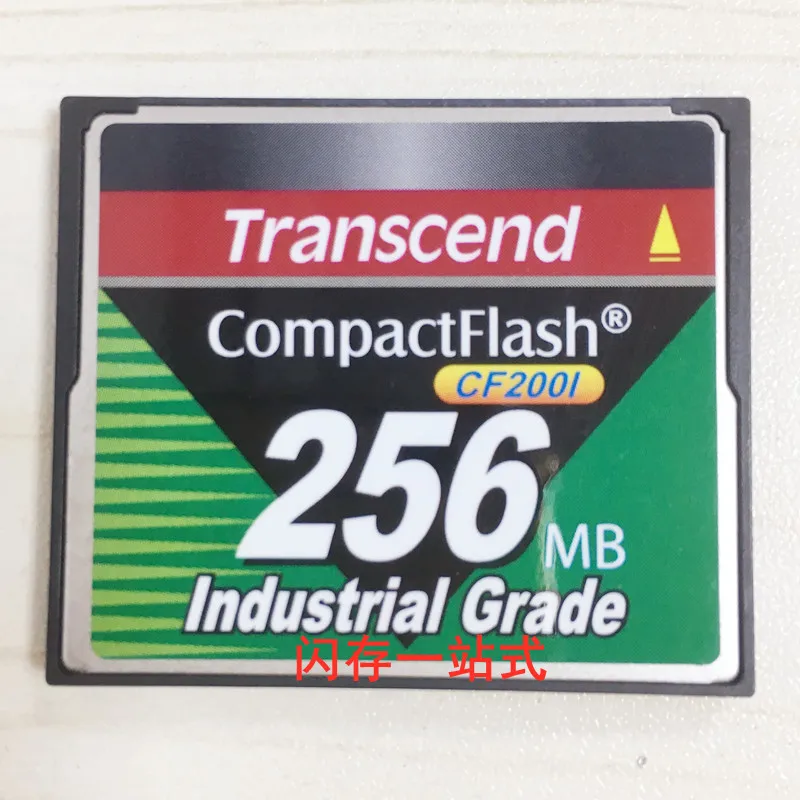 Transcend
CompactFlash®
CF200I
256 MB
Industrial Grade
闪存一站式